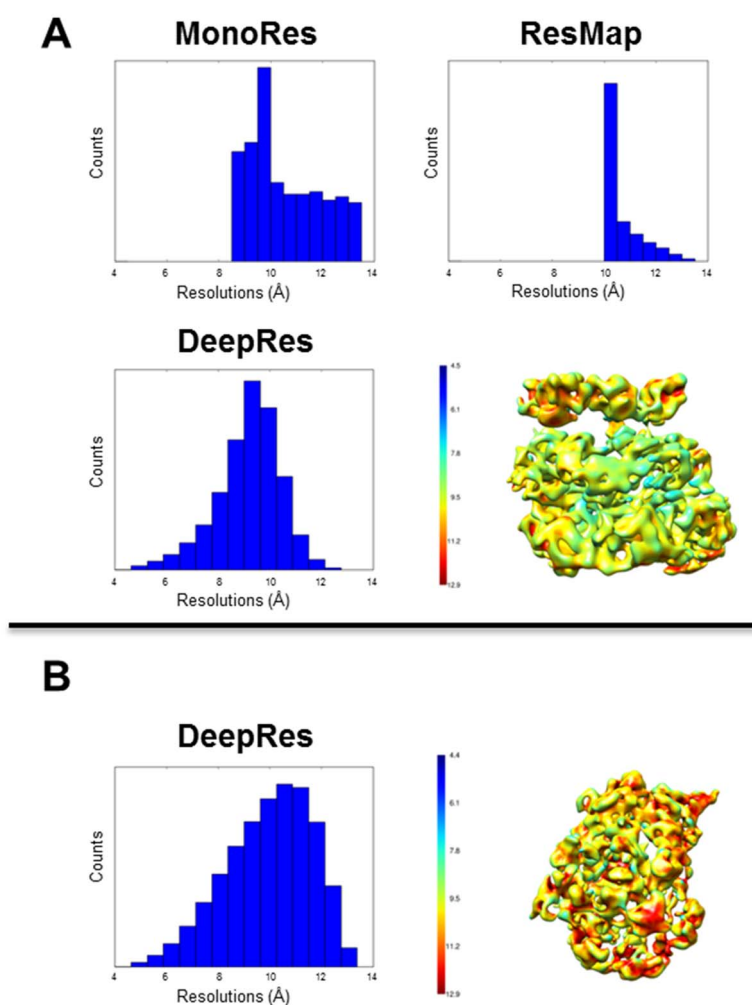 A
MonoRes
ResMap
Counts
4 6 8 10 12 14
Resolutions (Å)
Counts
4 6 8 10 12 14
Resolutions (Å)
DeepRes
Counts
4 6 8 10 12 14
Resolutions (Å)
4.5
6.1
7.8
9.5
11.2
12.9
B
DeepRes
Counts
4 6 8 10 12 14
Resolutions (Å)
4.4
6.1
7.8
9.5
11.2
12.9